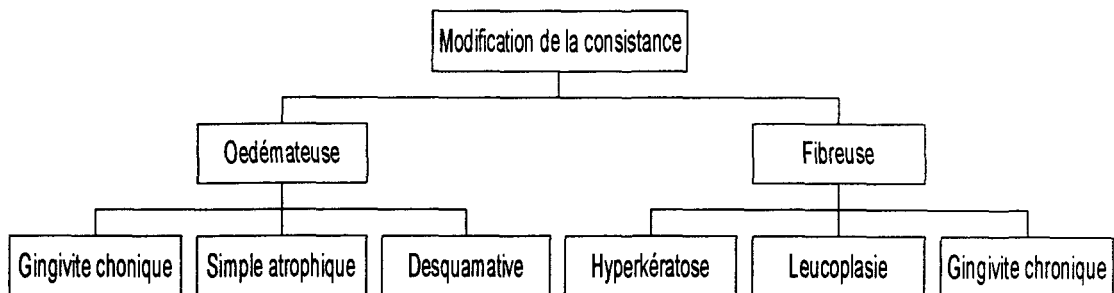 Modification de la consistance
Oedémateuse
Fibreuse
Gingivite chonique
Simple atrophique
Desquamative
Hyperkératose
Leucoplasie
Gingivite chronique